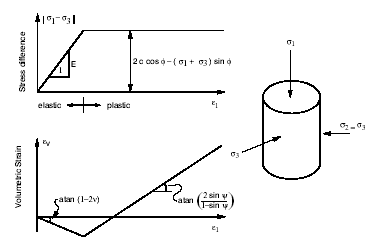 | σ₁ – σ₃ |
Stress difference
E
1
2 c cos ϕ – ( σ₁ + σ₃ ) sin ϕ
elastic
plastic
ε₁
σ₁
σ₂ = σ₃
σ₃
εᵥ
Volumetric Strain
atan (1–2ν)
atan ( 2 sin ψ / 1–sin ψ )
ε₁